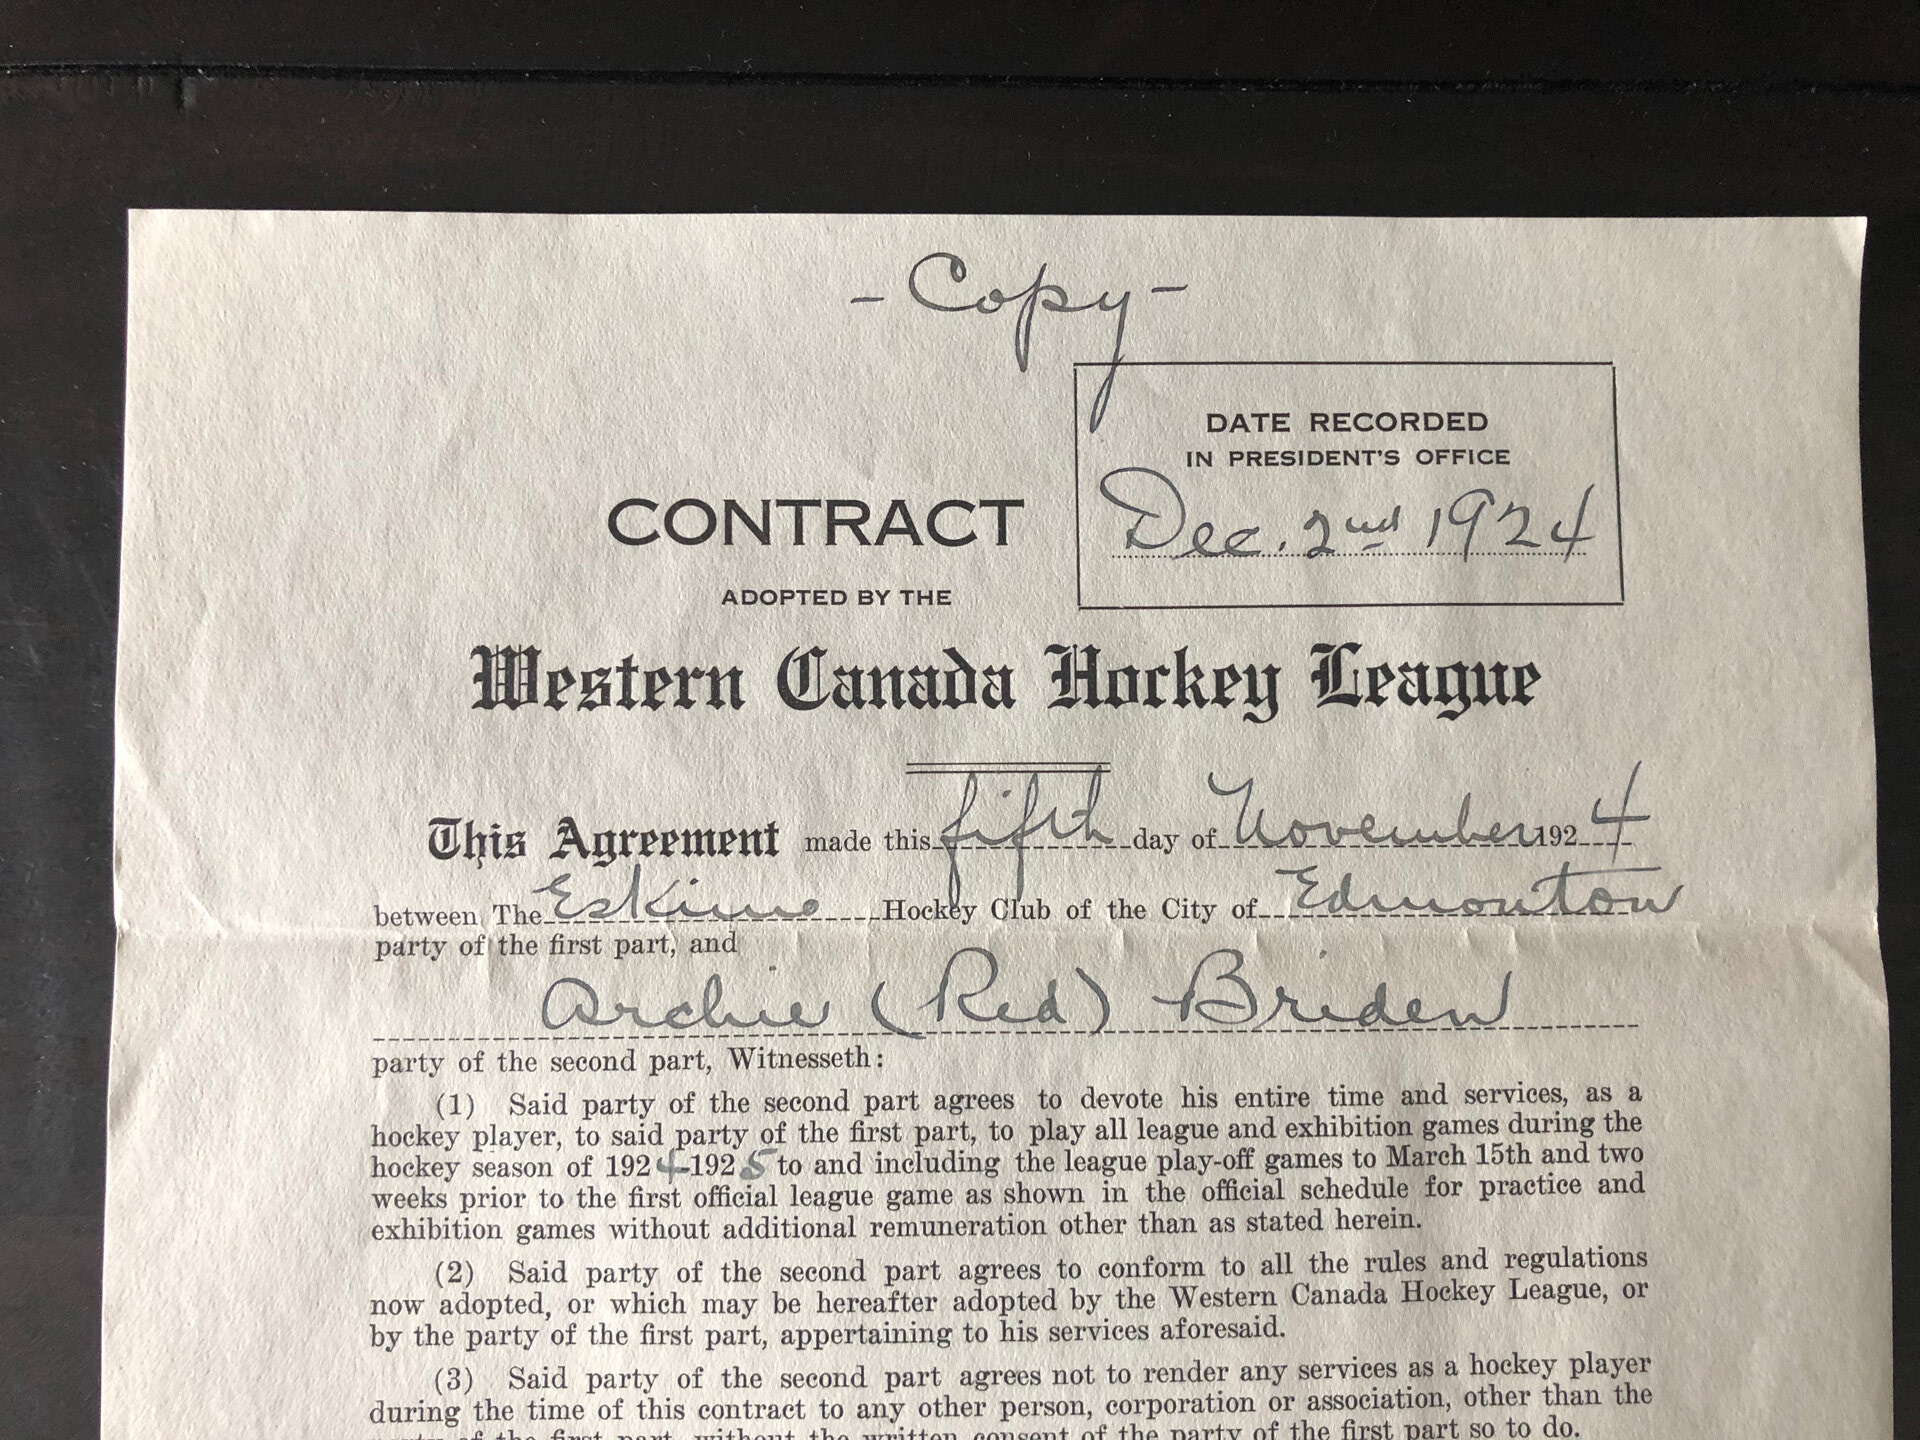 - Copy -
DATE RECORDED
IN PRESIDENT'S OFFICE
Dec. 2nd 1924
CONTRACT
ADOPTED BY THE
Western Canada Hockey League
This Agreement made this fifth day of November 1924
between The Eskimo Hockey Club of the City of Edmonton
party of the first part, and
Archie (Red) Briden
party of the second part, Witnesseth:
(1) Said party of the second part agrees to devote his entire time and services, as a
hockey player, to said party of the first part, to play all league and exhibition games during the
hockey season of 1924-1925 to and including the league play-off games to March 15th and two
weeks prior to the first official league game as shown in the official schedule for practice and
exhibition games without additional remuneration other than as stated herein.
(2) Said party of the second part agrees to conform to all the rules and regulations
now adopted, or which may be hereafter adopted by the Western Canada Hockey League, or
by the party of the first part, appertaining to his services aforesaid.
(3) Said party of the second part agrees not to render any services as a hockey player
during the time of this contract to any other person, corporation or association, other than the
party of the first part, without the written consent of the party of the first part so to do.